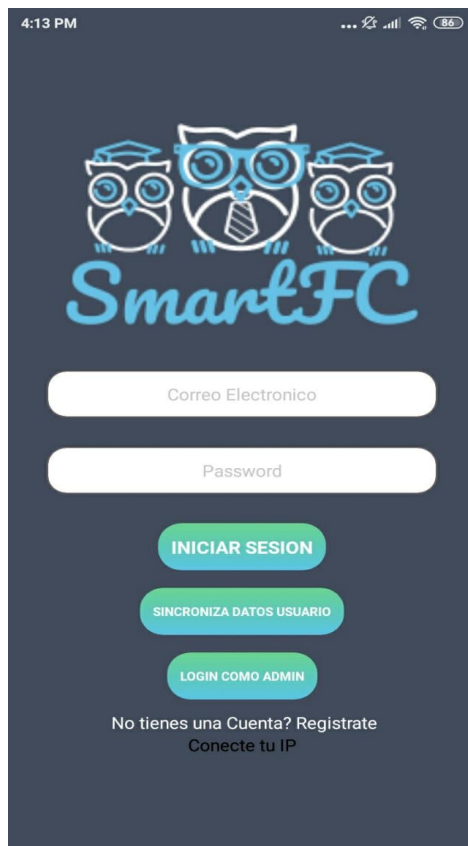 4:13 PM
86
SmartFC
Correo Electronico
Password
INICIAR SESION
SINCRONIZA DATOS USUARIO
LOGIN COMO ADMIN
No tienes una Cuenta? Registrate
Conecte tu IP